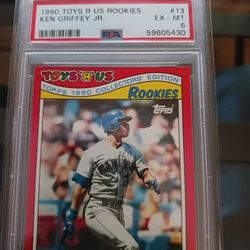 1990 TOYS R US ROOKIES #13
KEN GRIFFEY JR. EX - MT
6
PSA 59605430
TOYS "R" US
TOPPS 1990 COLLECTORS' EDITION
ROOKIES
Topps